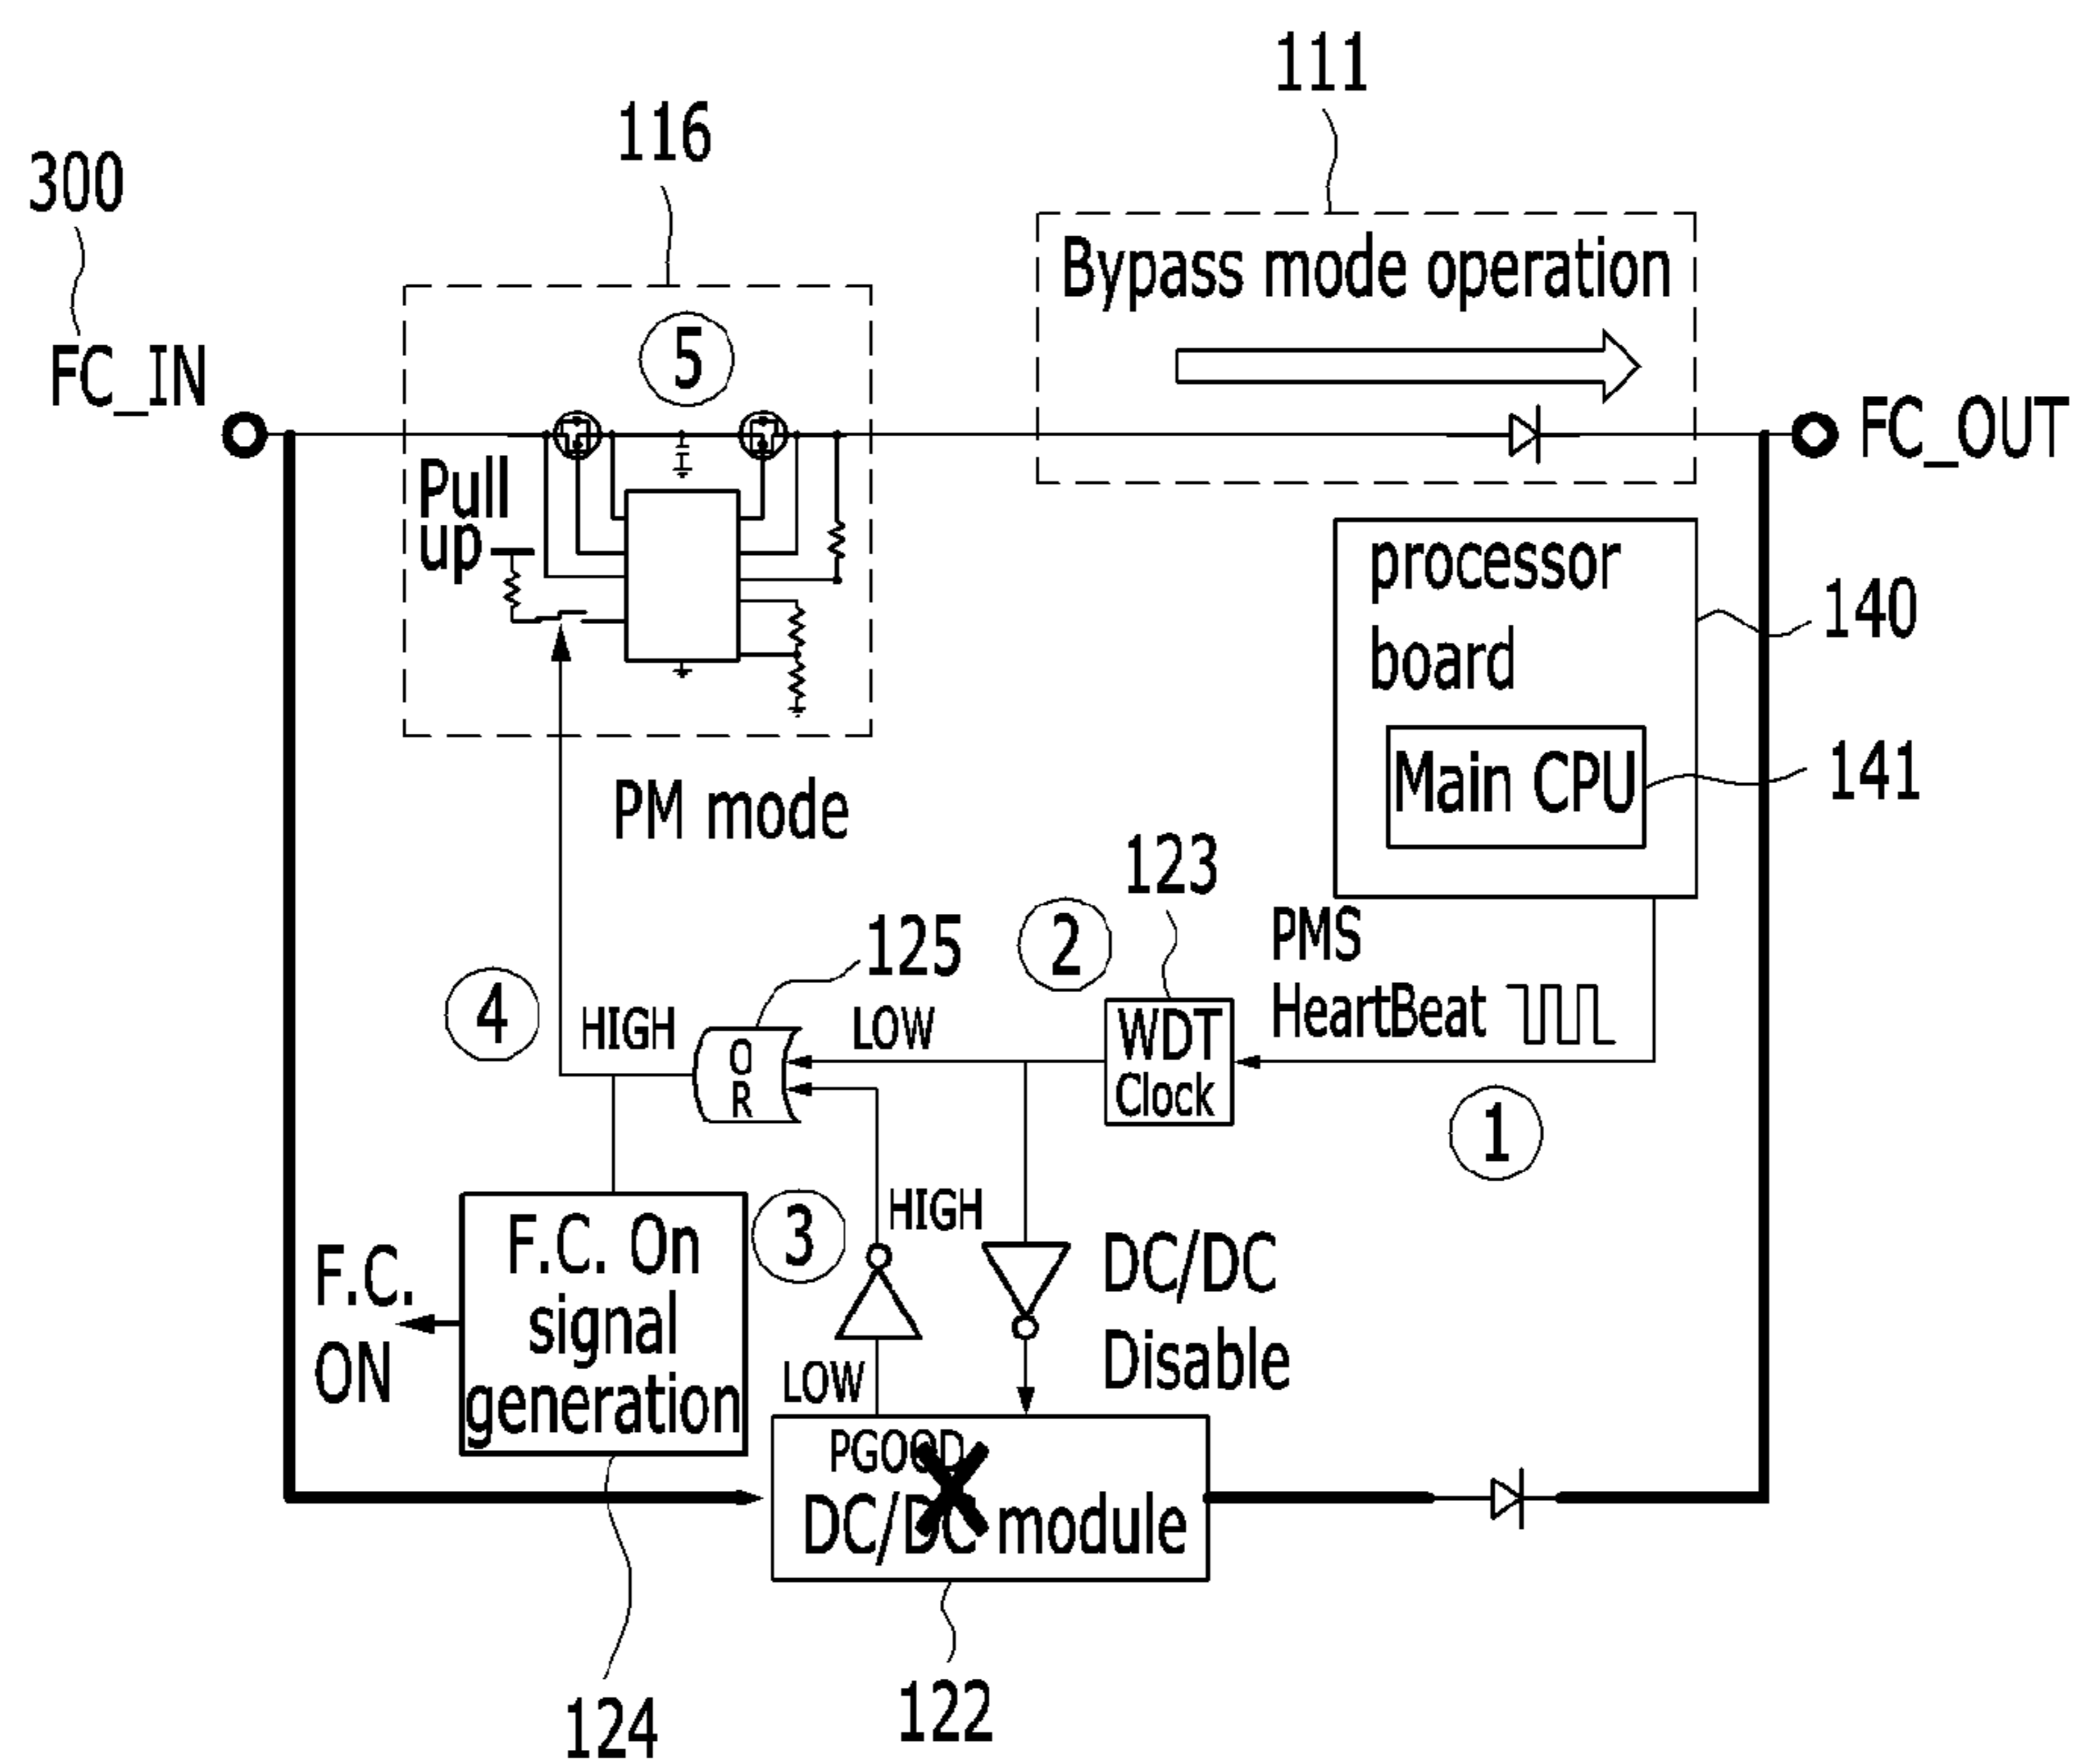 111
116
300
Bypass mode operation
5
FC_IN
FC_OUT
Pull
up
processor
board
140
Main CPU
141
PM mode
123
125
2
PMS
4
HIGH
LOW
WDT
Clock
HeartBeat
O
R
1
3
HIGH
F.C. On
signal
generation
F.C.
ON
DC/DC
Disable
LOW
PGOOD
DC/DC module
124
122